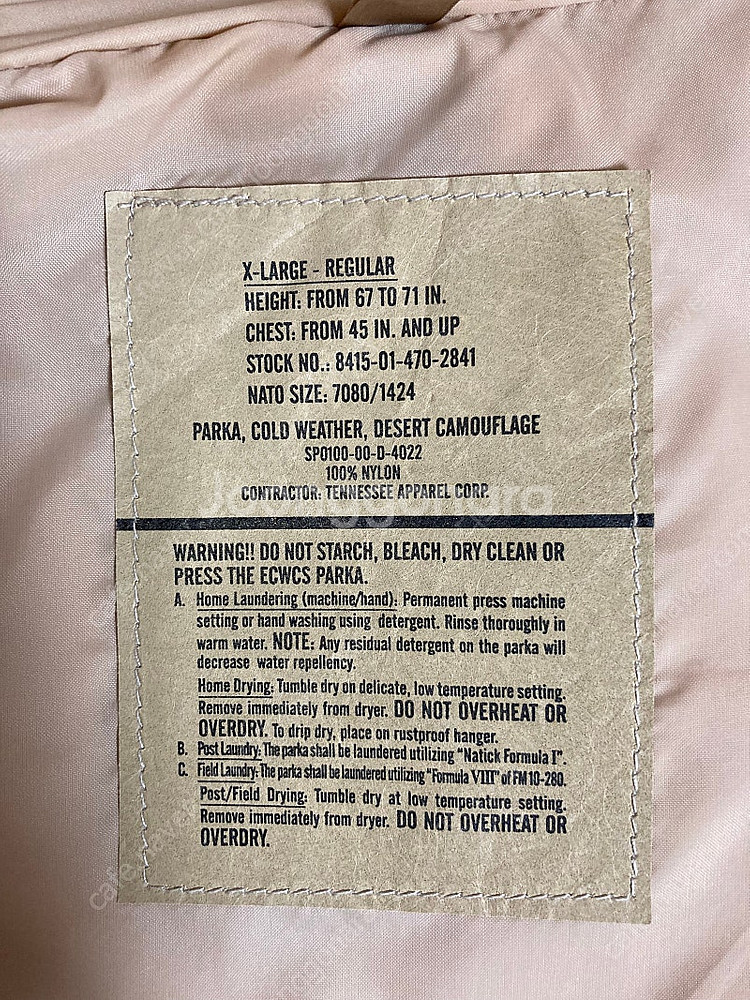 X-LARGE - REGULAR
HEIGHT: FROM 67 TO 71 IN.
CHEST: FROM 45 IN. AND UP
STOCK NO.: 8415-01-470-2841
NATO SIZE: 7080/1424
PARKA, COLD WEATHER, DESERT CAMOUFLAGE
SPO100-00-D-4022
100% NYLON
CONTRACTOR: TENNESSEE APPAREL CORP.
WARNING!! DO NOT STARCH, BLEACH, DRY CLEAN OR
PRESS THE ECWCS PARKA.
A. Home Laundering (machine/hand): Permanent press machine
setting or hand washing using detergent. Rinse thoroughly in
warm water. NOTE: Any residual detergent on the parka will
decrease water repellency.
Home Drying: Tumble dry on delicate, low temperature setting.
Remove immediately from dryer. DO NOT OVERHEAT OR
OVERDRY. To drip dry, place on rustproof hanger.
B. Post Laundry: The parka shall be laundered utilizing "Natick Formula I".
C. Field Laundry: The parka shall be laundered utilizing "Formula VIII" of FM 10-280.
Post/Field Drying: Tumble dry at low temperature setting.
Remove immediately from dryer. DO NOT OVERHEAT OR
OVERDRY.